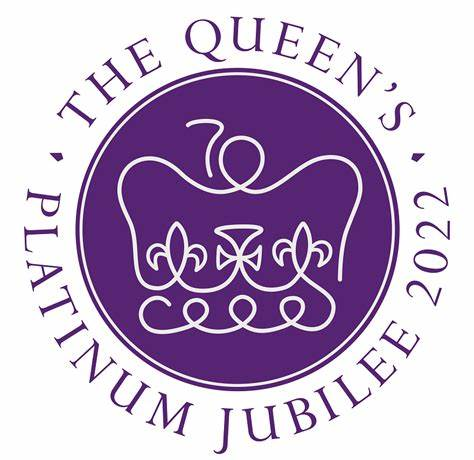 THE QUEEN'S
PLATINUM JUBILEE 2022
70